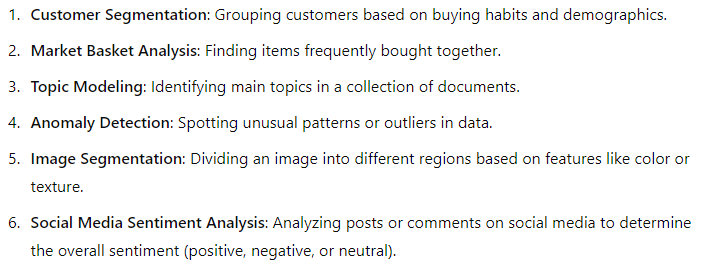 1. Customer Segmentation: Grouping customers based on buying habits and demographics.
2. Market Basket Analysis: Finding items frequently bought together.
3. Topic Modeling: Identifying main topics in a collection of documents.
4. Anomaly Detection: Spotting unusual patterns or outliers in data.
5. Image Segmentation: Dividing an image into different regions based on features like color or
texture.
6. Social Media Sentiment Analysis: Analyzing posts or comments on social media to determine
the overall sentiment (positive, negative, or neutral).